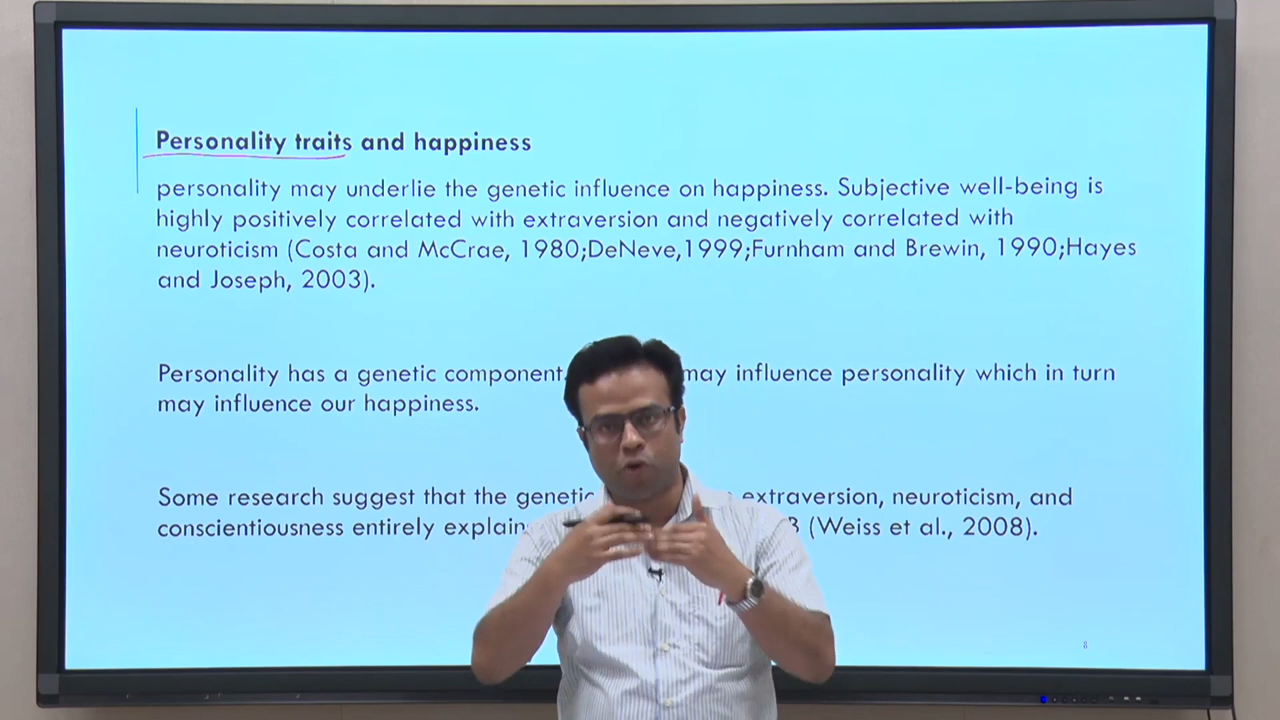 Personality traits and happiness
personality may underlie the genetic influence on happiness. Subjective well-being is
highly positively correlated with extraversion and negatively correlated with
neuroticism (Costa and McCrae, 1980;DeNeve,1999;Furnham and Brewin, 1990;Hayes
and Joseph, 2003).
Personality has a genetic component. may influence personality which in turn
may influence our happiness.
Some research suggest that the genetic extraversion, neuroticism, and
conscientiousness entirely (Weiss et al., 2008).
8